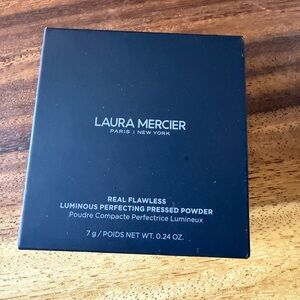 LAURA MERCIER
PARIS | NEW YORK
REAL FLAWLESS
LUMINOUS PERFECTING PRESSED POWDER
Poudre Compacte Perfectrice Lumineux
7 g / POIDS NET WT. 0.24 OZ.